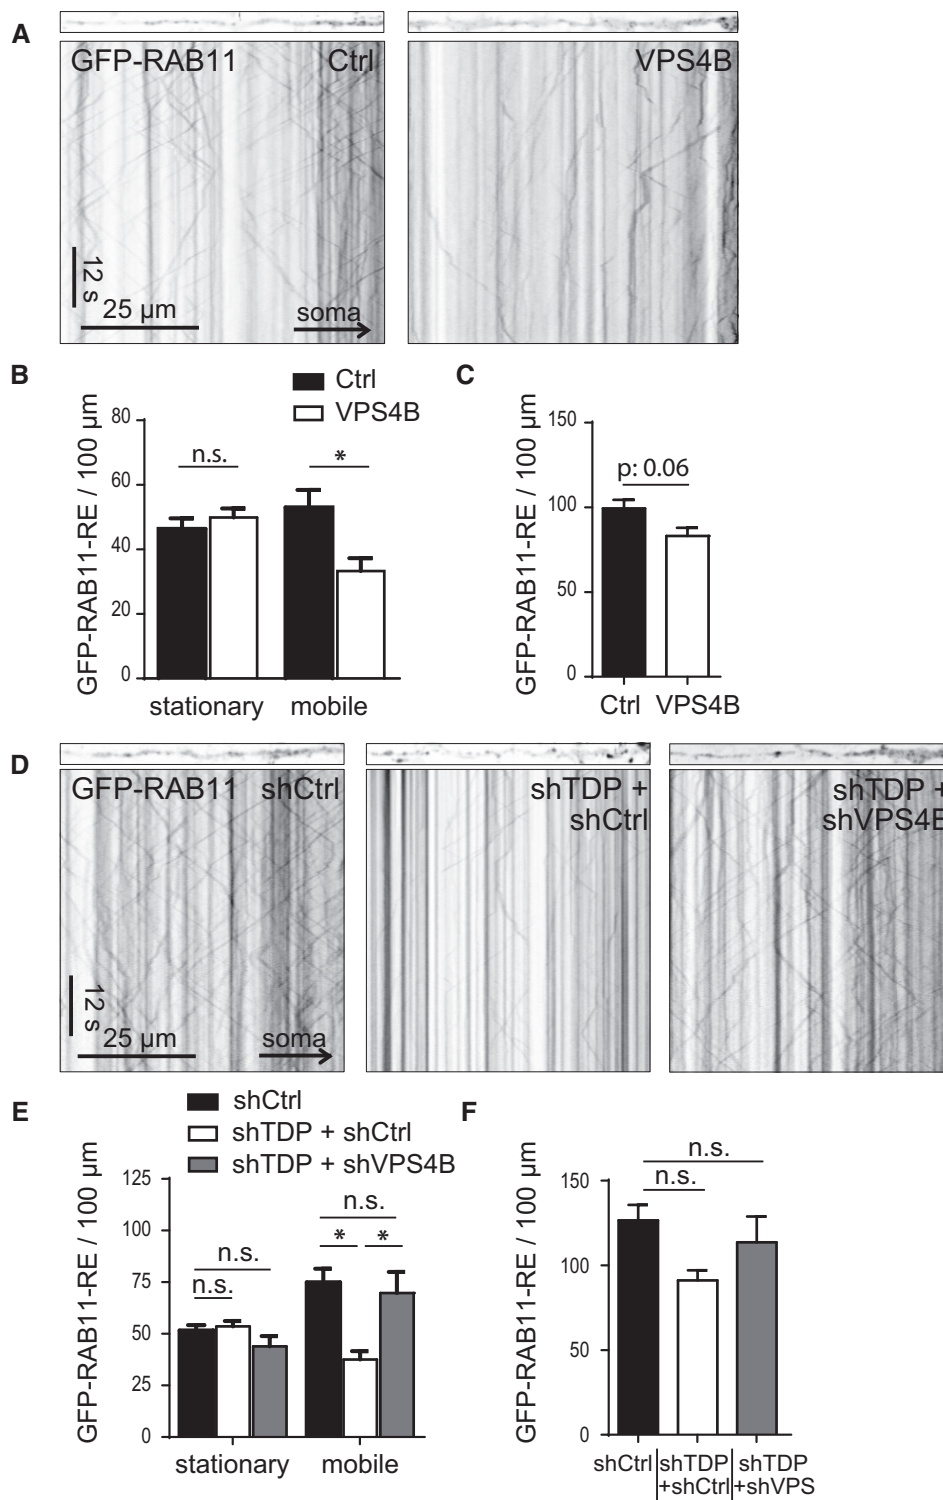 A
GFP-RAB11 Ctrl
VPS4B
12 s
25 µm
soma
B
Ctrl
VPS4B
GFP-RAB11-RE / 100 µm
80
60
40
20
0
n.s.
*
stationary mobile
C
GFP-RAB11-RE / 100 µm
150
100
50
0
p: 0.06
Ctrl VPS4B
D
GFP-RAB11 shCtrl
shTDP +
shCtrl
shTDP +
shVPS4B
12 s
25 µm
soma
E
shCtrl
shTDP + shCtrl
shTDP + shVPS4B
GFP-RAB11-RE / 100 µm
125
100
75
50
25
0
n.s.
n.s.
n.s.
* *
stationary mobile
F
GFP-RAB11-RE / 100 µm
150
100
50
0
n.s.
n.s.
shCtrl
shTDP
+shCtrl
shTDP
+shVPS